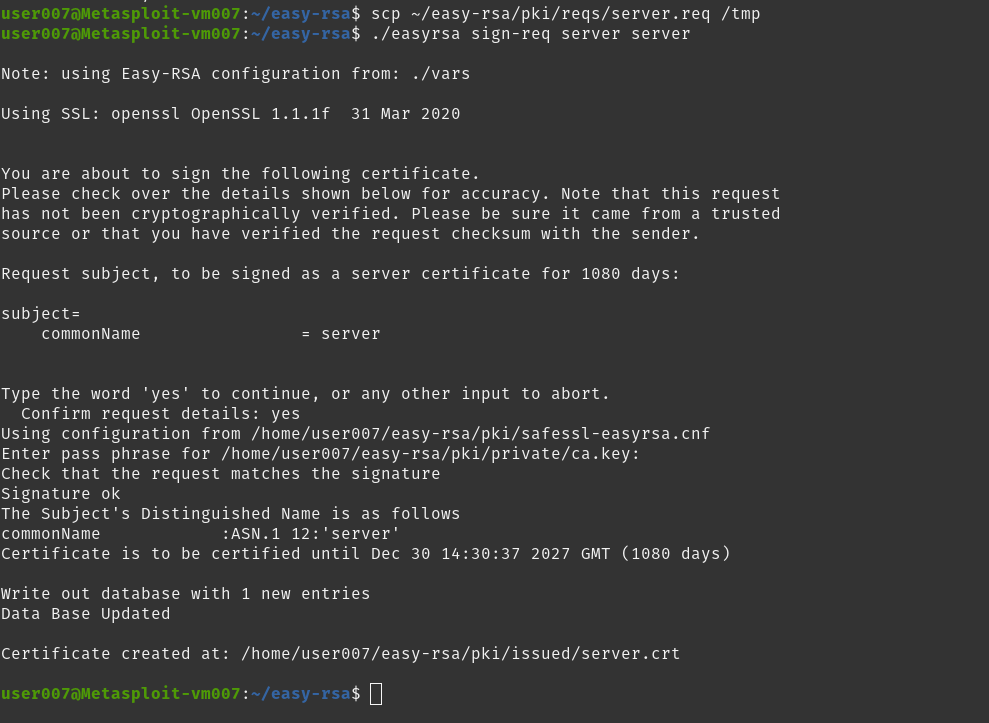 user007@Metasploit-vm007:~/easy-rsa$ scp ~/easy-rsa/pki/reqs/server.req /tmp
user007@Metasploit-vm007:~/easy-rsa$ ./easyrsa sign-req server server
Note: using Easy-RSA configuration from: ./vars
Using SSL: openssl OpenSSL 1.1.1f  31 Mar 2020
You are about to sign the following certificate.
Please check over the details shown below for accuracy. Note that this request
has not been cryptographically verified. Please be sure it came from a trusted
source or that you have verified the request checksum with the sender.
Request subject, to be signed as a server certificate for 1080 days:
subject=
    commonName                = server
Type the word 'yes' to continue, or any other input to abort.
  Confirm request details: yes
Using configuration from /home/user007/easy-rsa/pki/safessl-easyrsa.cnf
Enter pass phrase for /home/user007/easy-rsa/pki/private/ca.key:
Check that the request matches the signature
Signature ok
The Subject's Distinguished Name is as follows
commonName            :ASN.1 12:'server'
Certificate is to be certified until Dec 30 14:30:37 2027 GMT (1080 days)
Write out database with 1 new entries
Data Base Updated
Certificate created at: /home/user007/easy-rsa/pki/issued/server.crt
user007@Metasploit-vm007:~/easy-rsa$